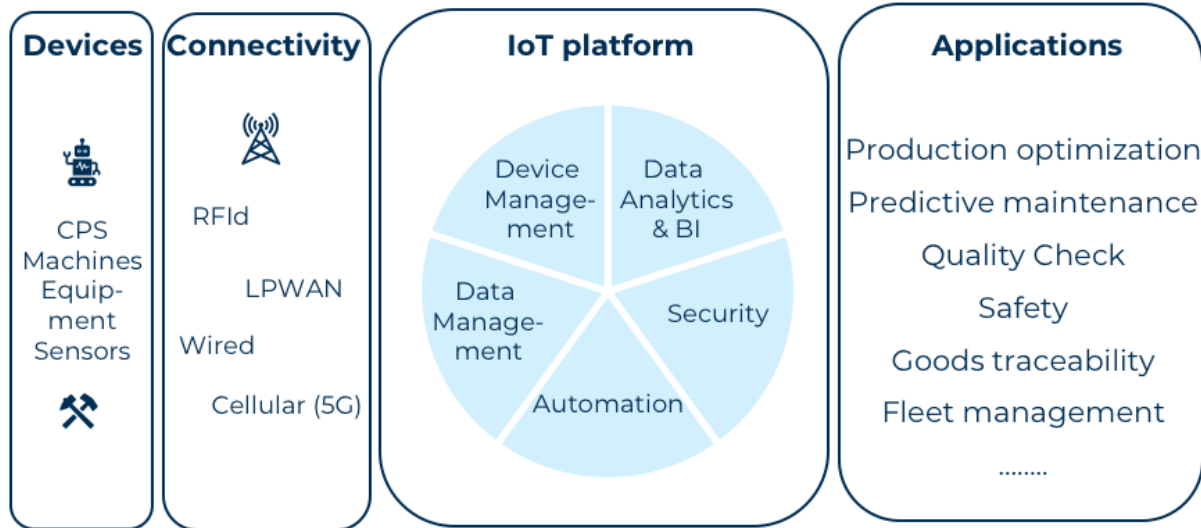 Devices
CPS
Machines
Equip-
ment
Sensors
Connectivity
RFId
LPWAN
Wired
Cellular (5G)
IoT platform
Device
Manage-
ment
Data
Analytics
& BI
Data
Manage-
ment
Security
Automation
Applications
Production optimization
Predictive maintenance
Quality Check
Safety
Goods traceability
Fleet management
........